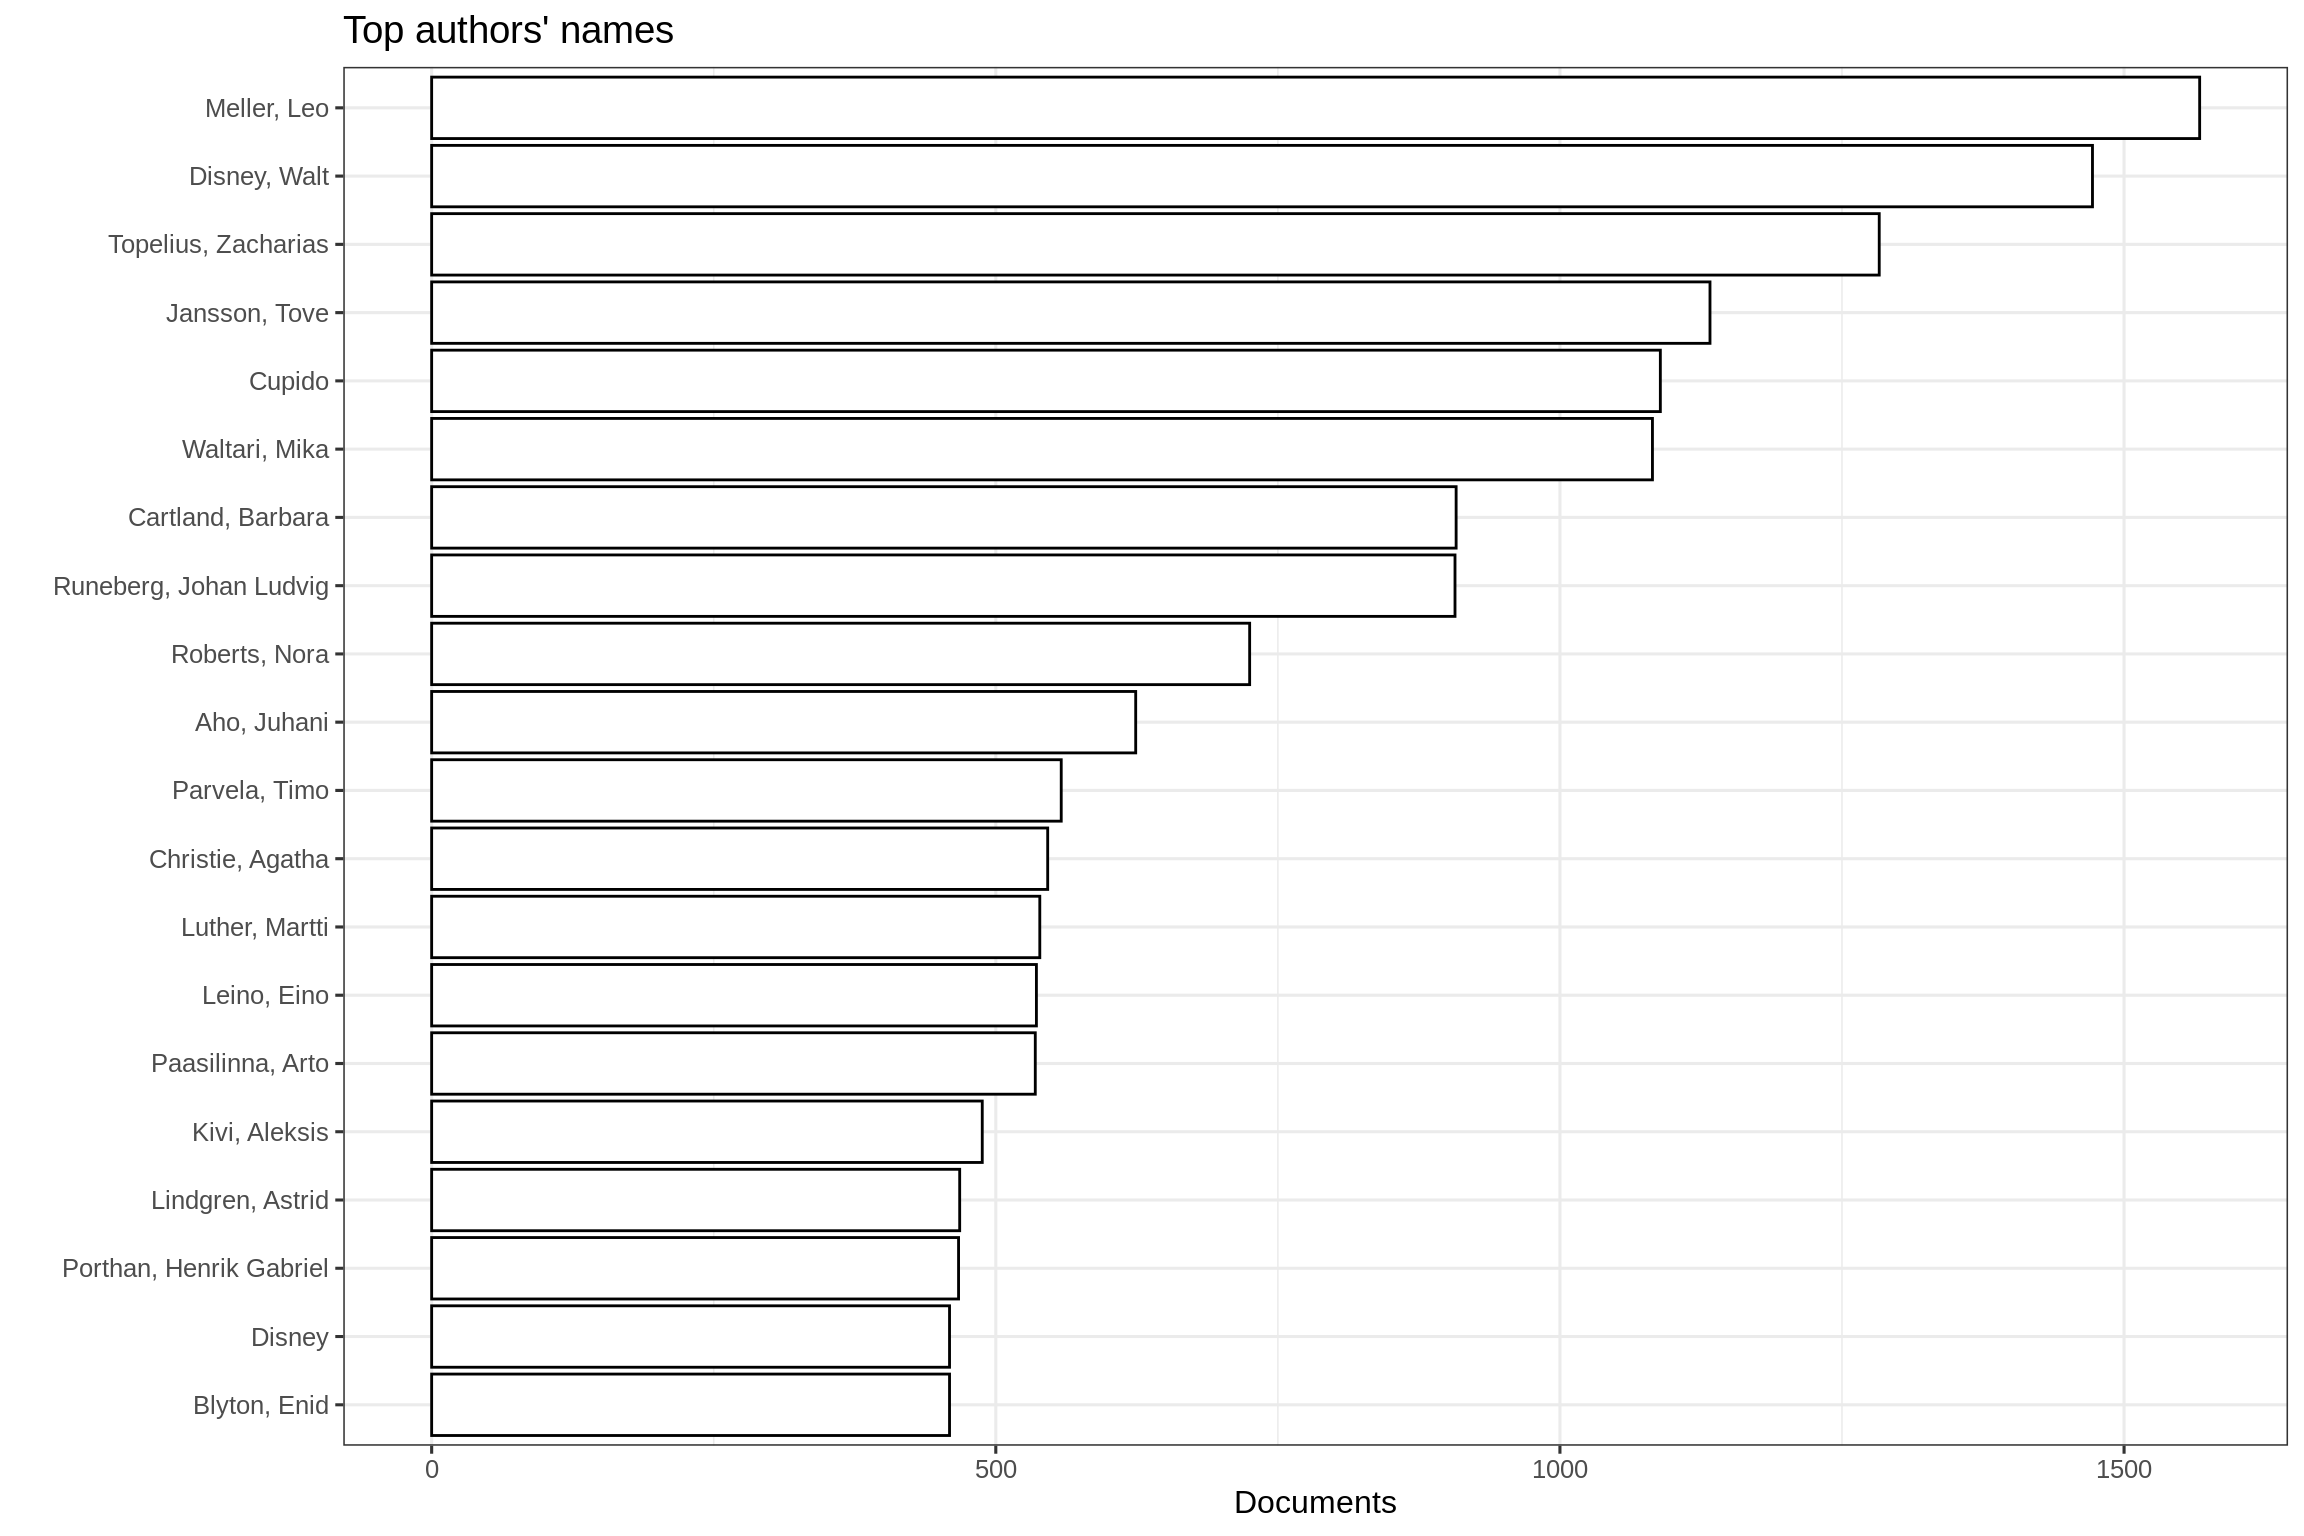 Top authors' names
Meller, Leo
Disney, Walt
Topelius, Zacharias
Jansson, Tove
Cupido
Waltari, Mika
Cartland, Barbara
Runeberg, Johan Ludvig
Roberts, Nora
Aho, Juhani
Parvela, Timo
Christie, Agatha
Luther, Martti
Leino, Eino
Paasilinna, Arto
Kivi, Aleksis
Lindgren, Astrid
Porthan, Henrik Gabriel
Disney
Blyton, Enid
0 500 1000 1500
Documents